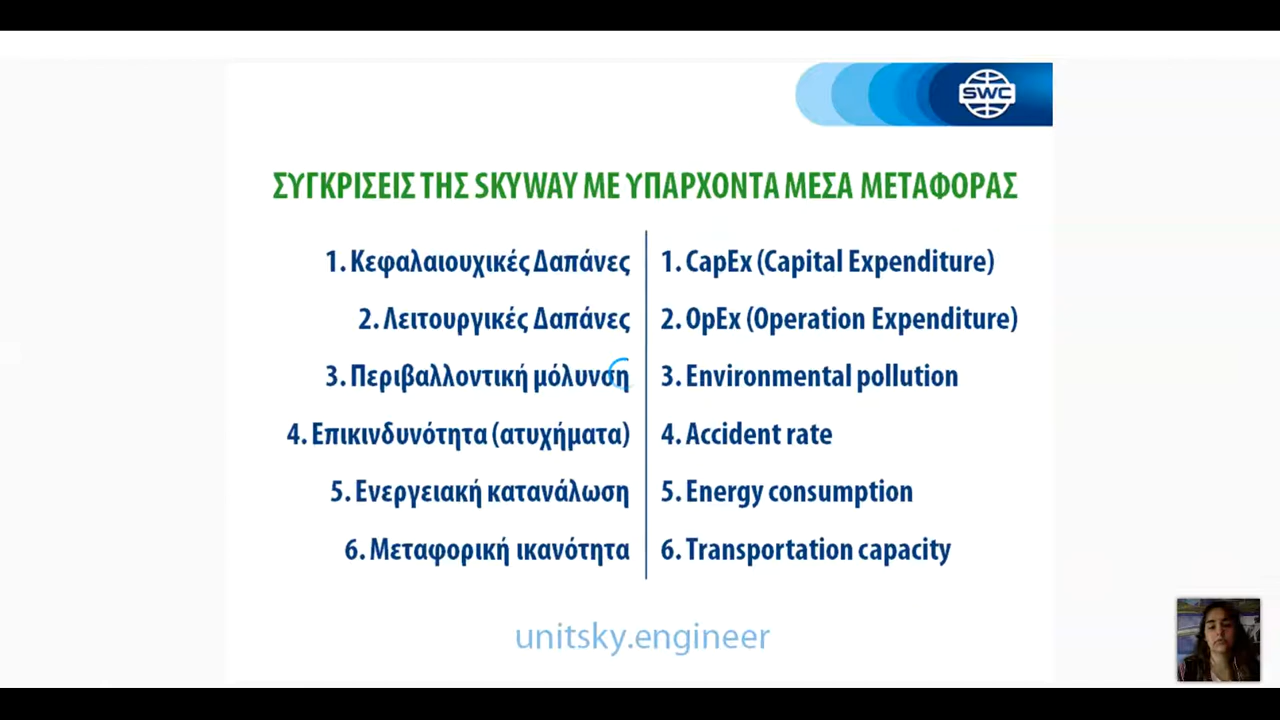 SWC
ΣΥΓΚΡΙΣΕΙΣ ΤΗΣ SKYWAY ΜΕ ΥΠΑΡΧΟΝΤΑ ΜΕΣΑ ΜΕΤΑΦΟΡΑΣ
1. Κεφαλαιουχικές Δαπάνες
2. Λειτουργικές Δαπάνες
3. Περιβαλλοντική μόλυνση
4. Επικινδυνότητα (ατυχήματα)
5. Ενεργειακή κατανάλωση
6. Μεταφορική ικανότητα
1. CapEx (Capital Expenditure)
2. OpEx (Operation Expenditure)
3. Environmental pollution
4. Accident rate
5. Energy consumption
6. Transportation capacity
unitsky.engineer